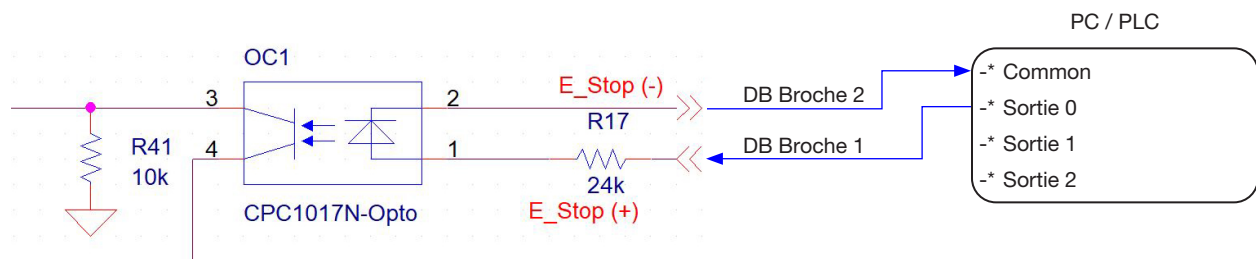 PC / PLC
OC1
3
2
E_Stop (-)
DB Broche 2
-* Common
R17
-* Sortie 0
R41
10k
4
1
DB Broche 1
-* Sortie 1
24k
-* Sortie 2
CPC1017N-Opto
E_Stop (+)